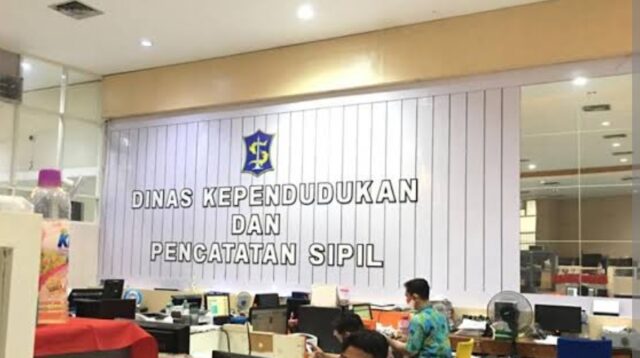 DINAS KEPENDUDUKAN
DAN
PENCATATAN SIPIL